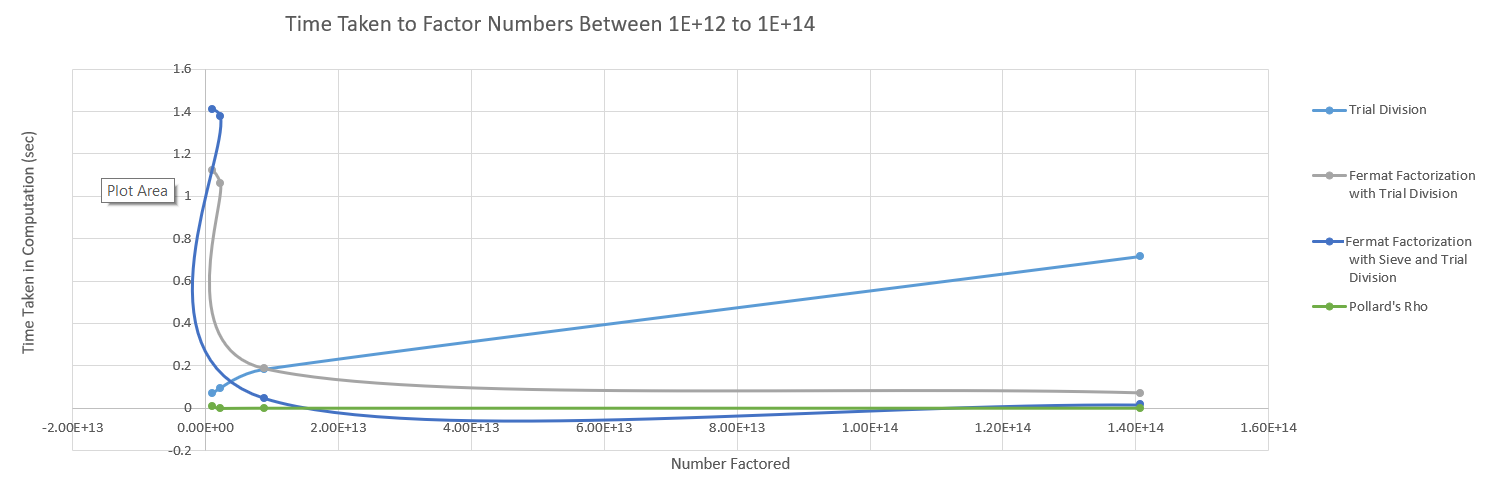 Time Taken to Factor Numbers Between 1E+12 to 1E+14
Time Taken in Computation (sec)
1.6
1.4
1.2
1
0.8
0.6
0.4
0.2
0
-0.2
Plot Area
-2.00E+13 0.00E+00 2.00E+13 4.00E+13 6.00E+13 8.00E+13 1.00E+14 1.20E+14 1.40E+14 1.60E+14
Number Factored
Trial Division
Fermat Factorization
with Trial Division
Fermat Factorization
with Sieve and Trial
Division
Pollard's Rho